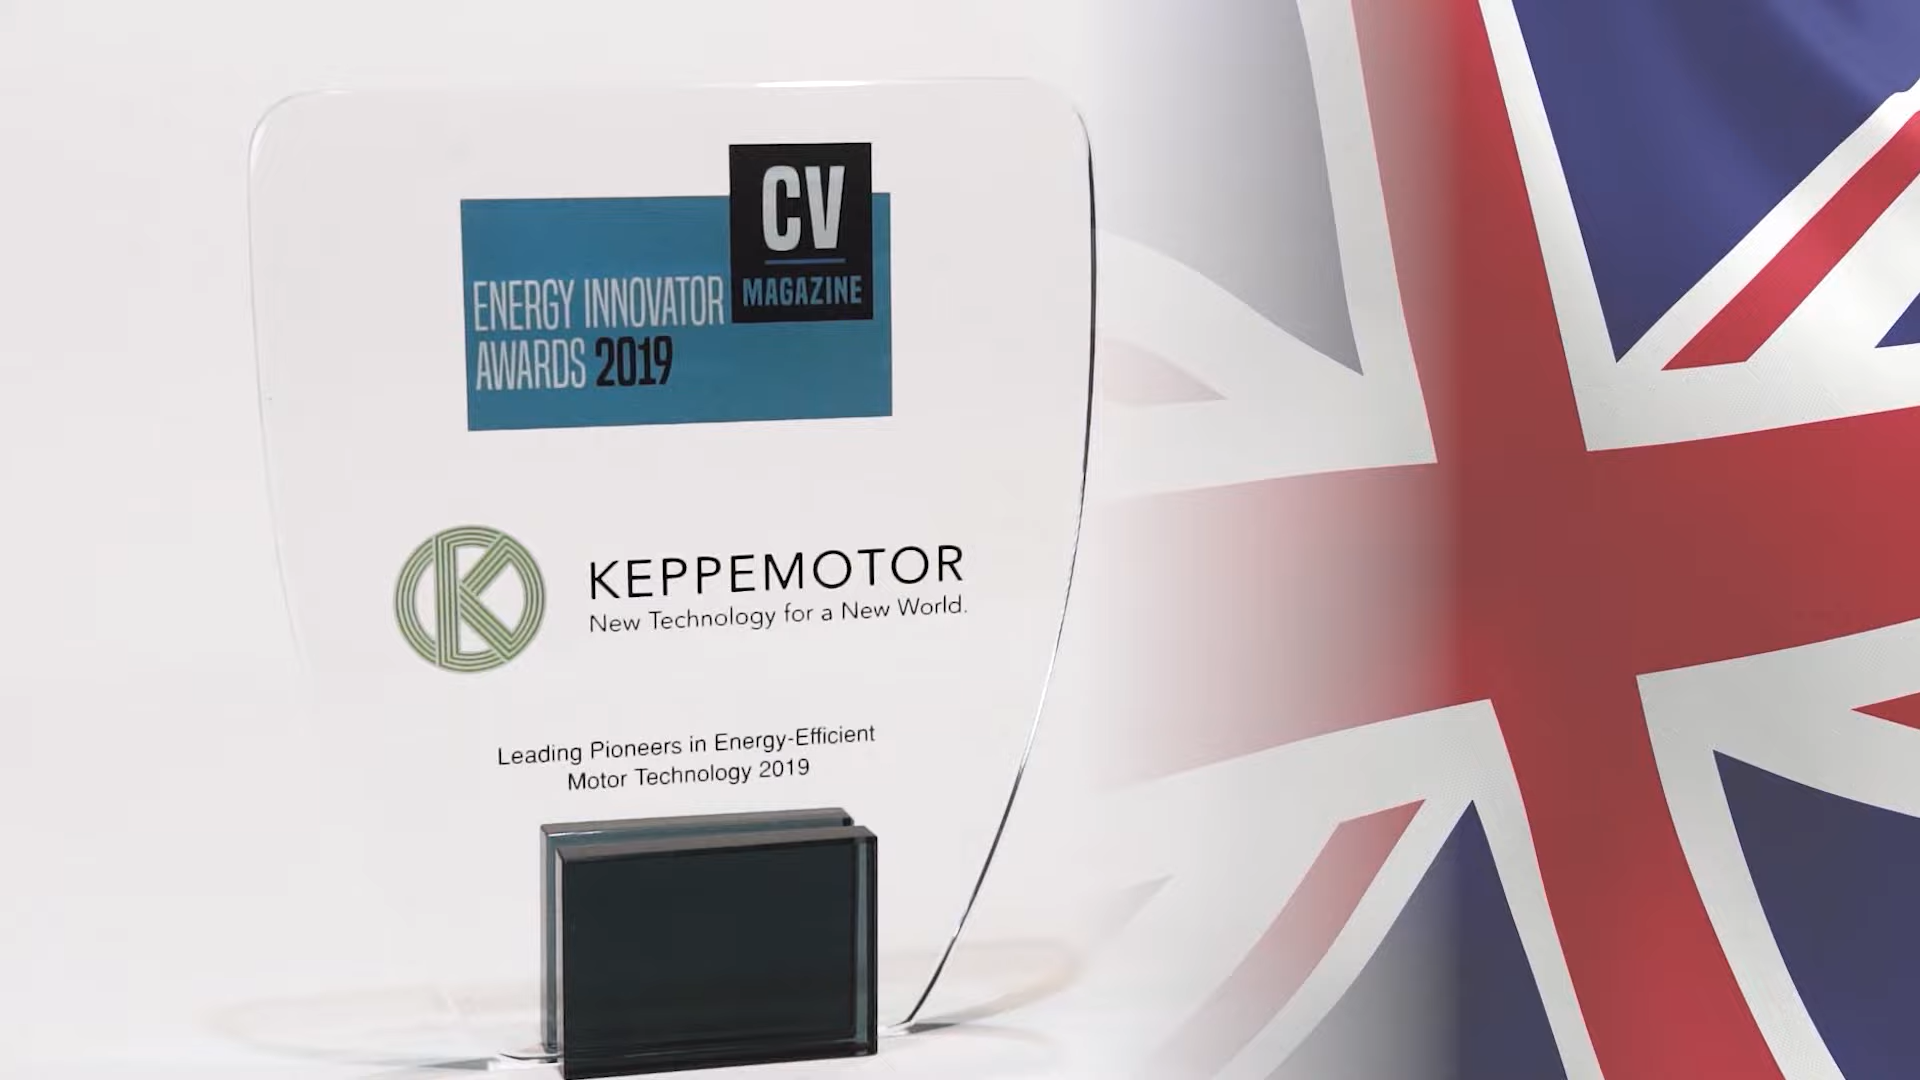 CV
MAGAZINE
ENERGY INNOVATOR
AWARDS 2019
KEPPEMOTOR
New Technology for a New World.
Leading Pioneers in Energy-Efficient
Motor Technology 2019